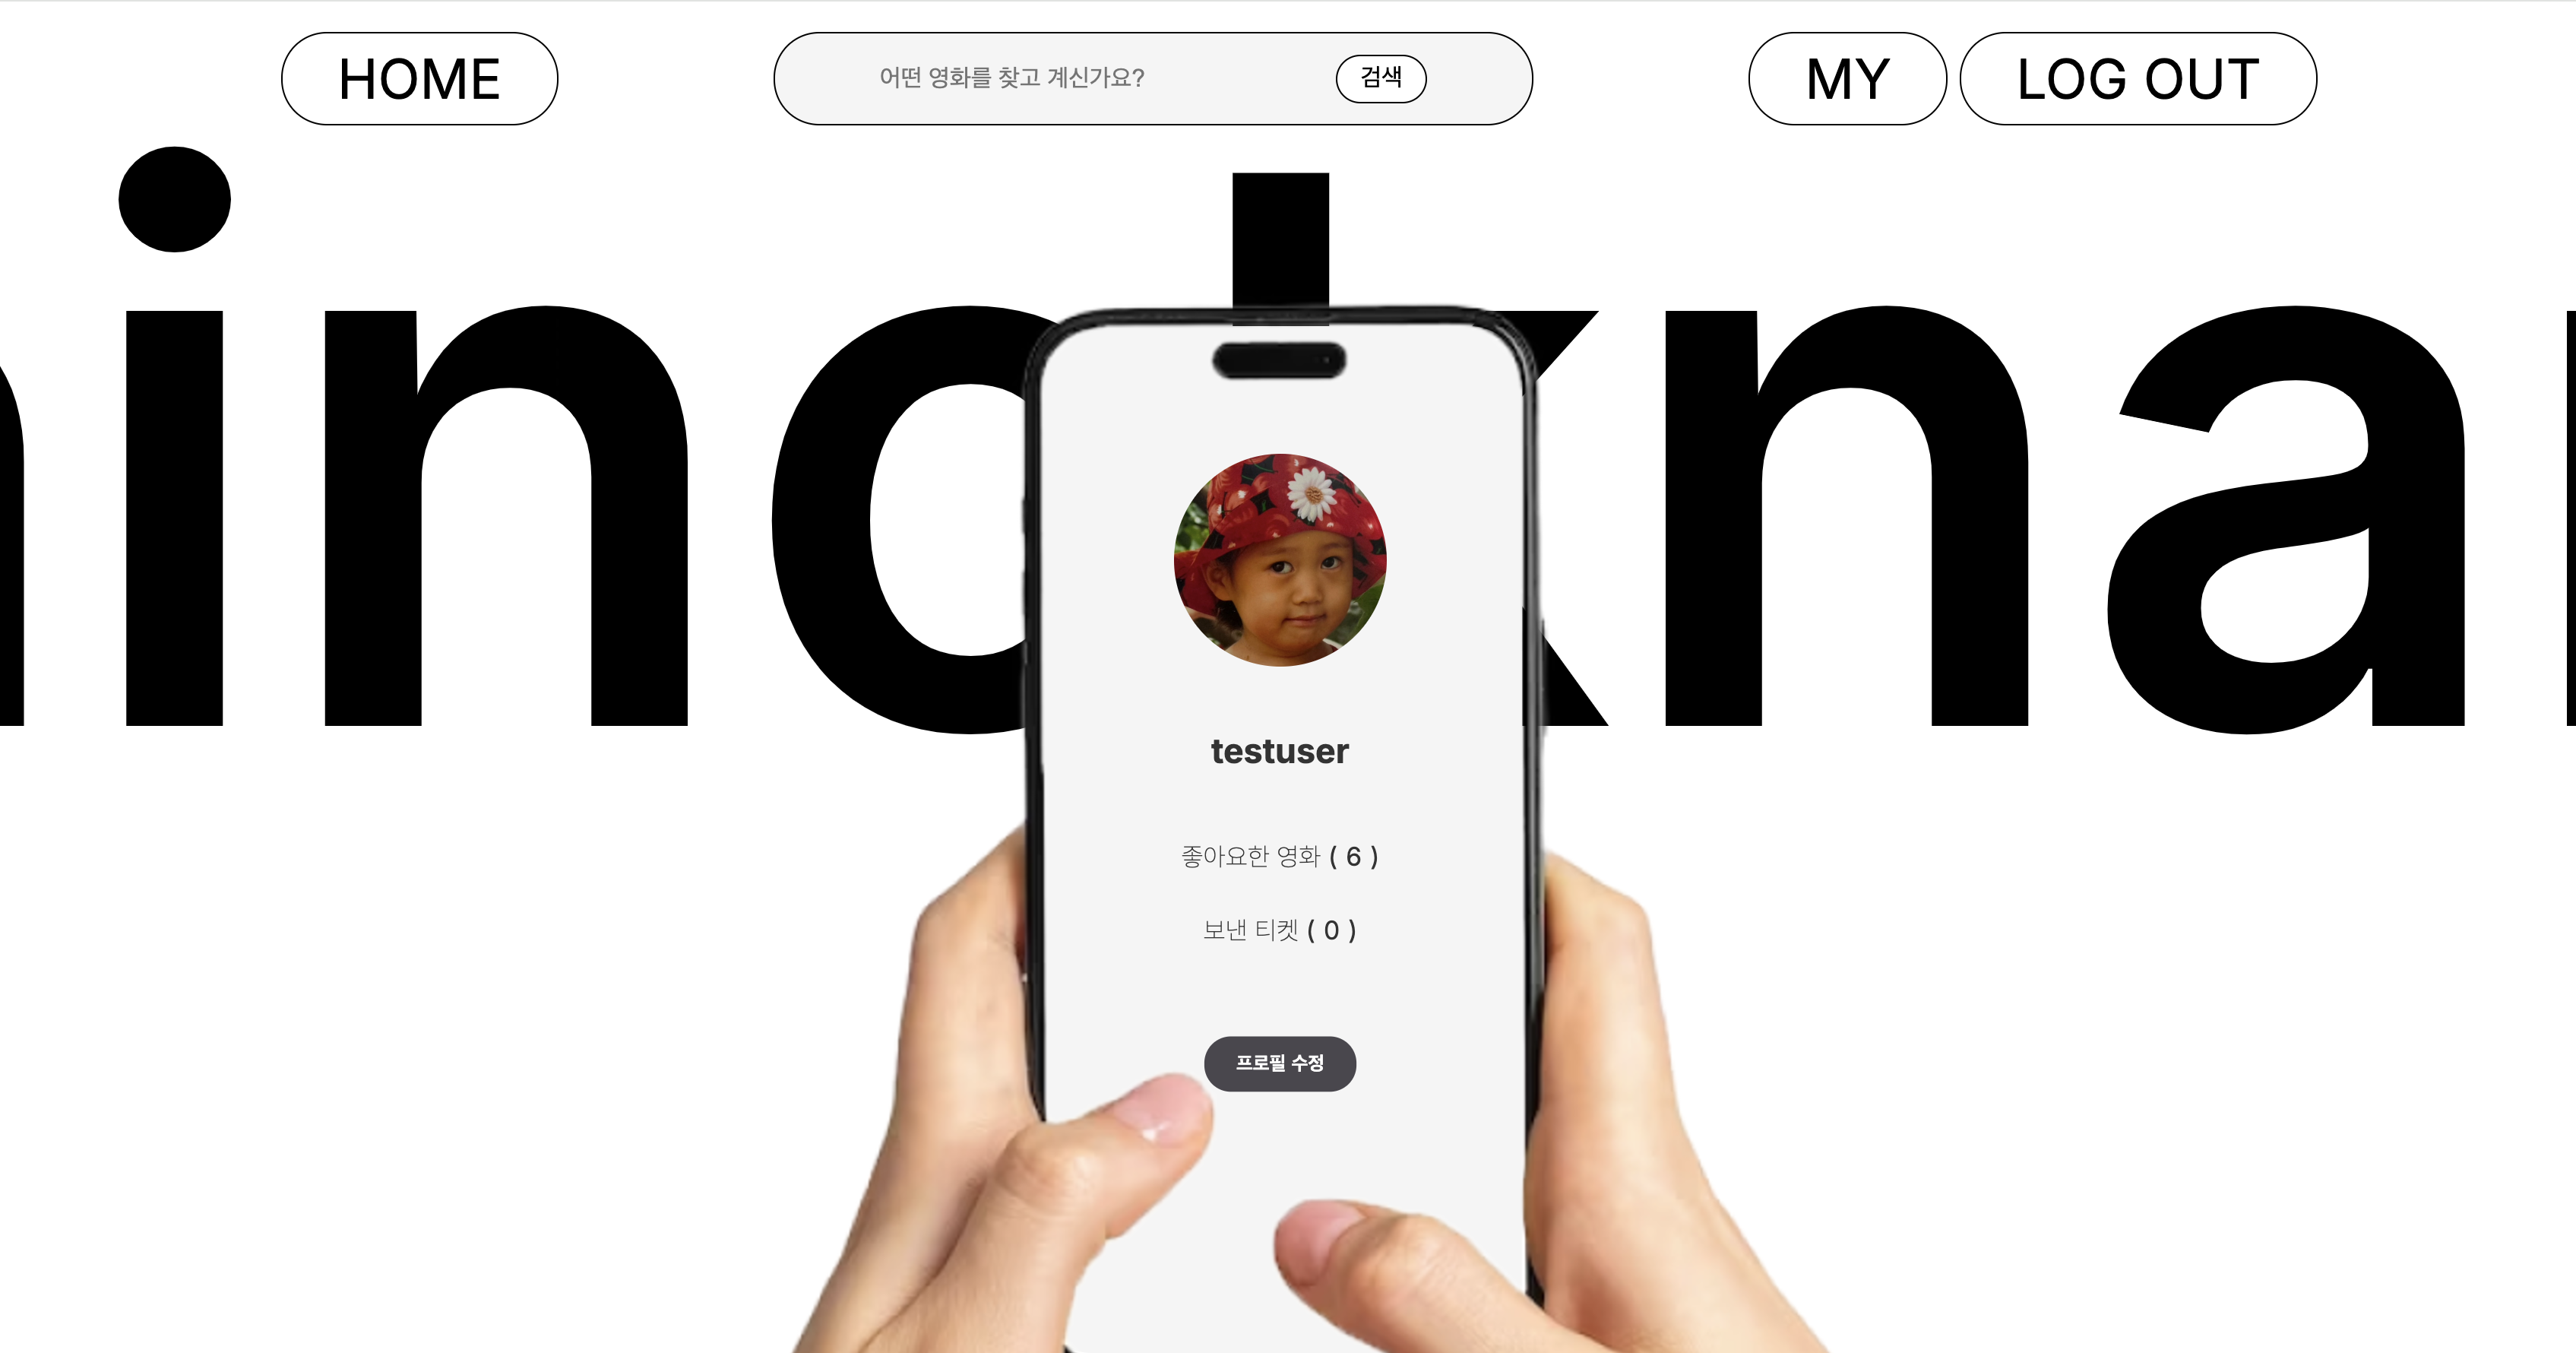 HOME
어떤 영화를 찾고 계신가요?
검색
MY
LOG OUT
testuser
좋아요한 영화 ( 6 )
보낸 티켓 ( 0 )
프로필 수정